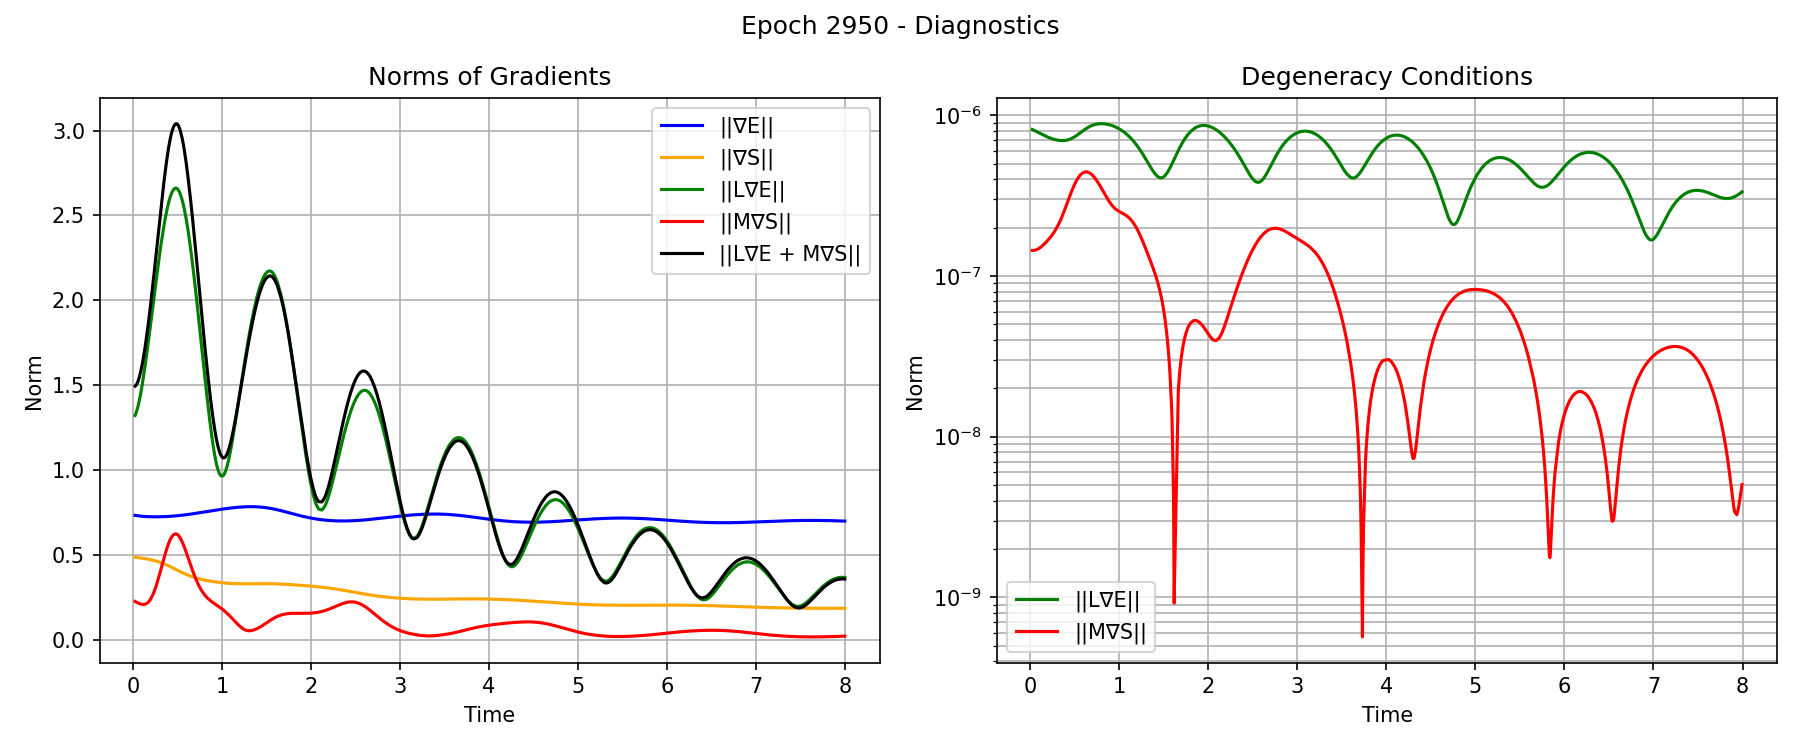 Epoch 2950 - Diagnostics
Norms of Gradients
Norm
3.0
2.5
2.0
1.5
1.0
0.5
0.0
0 1 2 3 4 5 6 7 8
Time
||∇E||
||∇S||
||L∇E||
||M∇S||
||L∇E + M∇S||
Degeneracy Conditions
Norm
10⁻⁶
10⁻⁷
10⁻⁸
10⁻⁹
0 1 2 3 4 5 6 7 8
Time
||L∇E||
||M∇S||